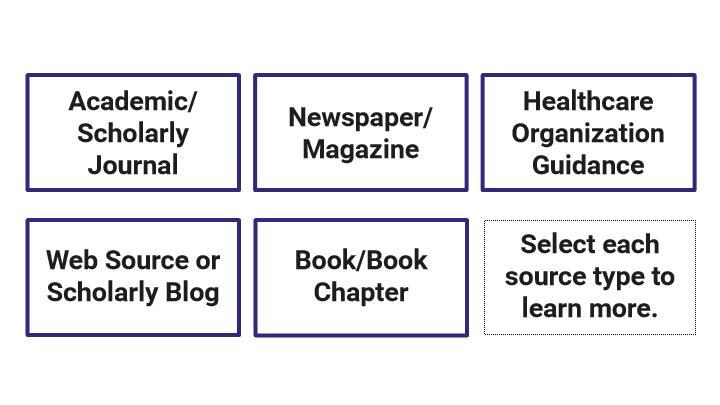 Academic/
Scholarly
Journal
Newspaper/
Magazine
Healthcare
Organization
Guidance
Web Source or
Scholarly Blog
Book/Book
Chapter
Select each
source type to
learn more.